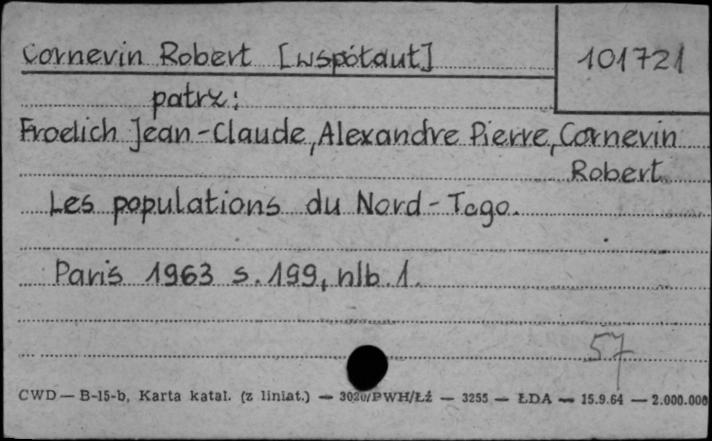 Cornevin Robert [współaut] 101721
patrz:
Froelich Jean-Claude, Alexandre Pierre, Cornevin
Robert
Les populations du Nord-Togo.
Paris 1963 s. 199, nlb. 1.
57
CWD — B-15-b, Karta katal. (z liniat.) — 3020/PWH/Łź — 3255 — ŁDA — 15.9.64 — 2.000.000